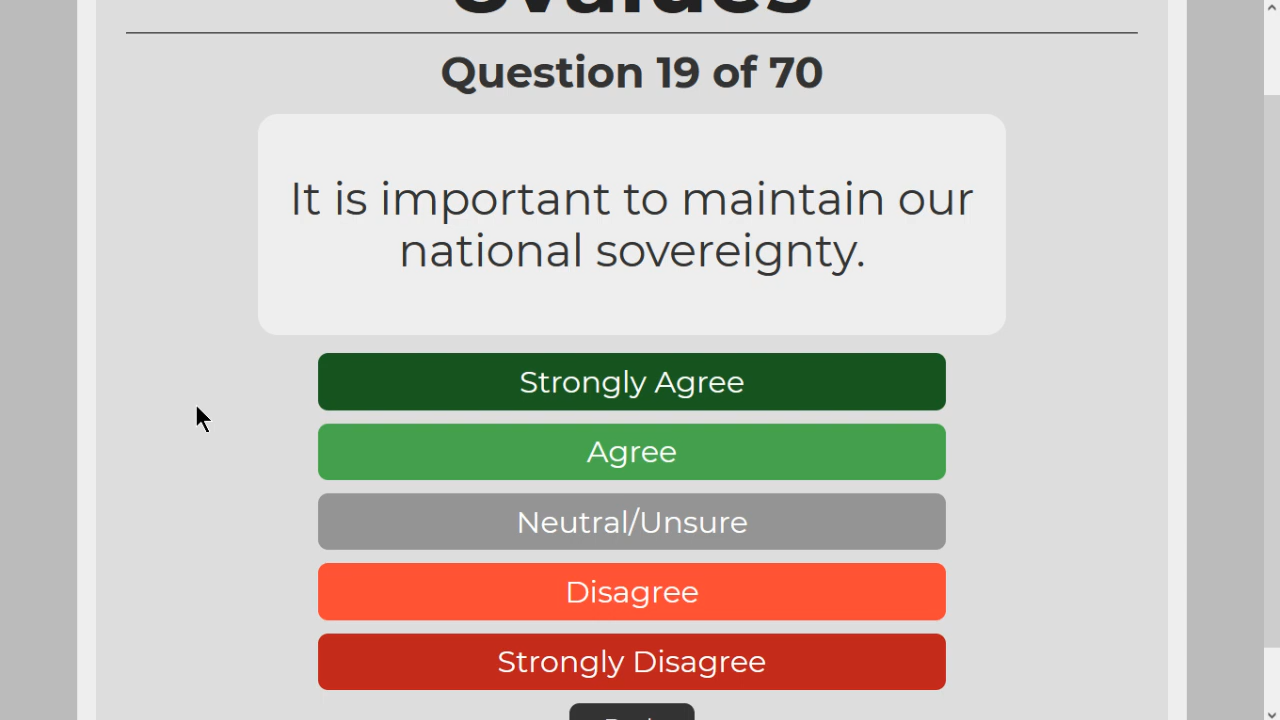 Question 19 of 70
It is important to maintain our
national sovereignty.
Strongly Agree
Agree
Neutral/Unsure
Disagree
Strongly Disagree